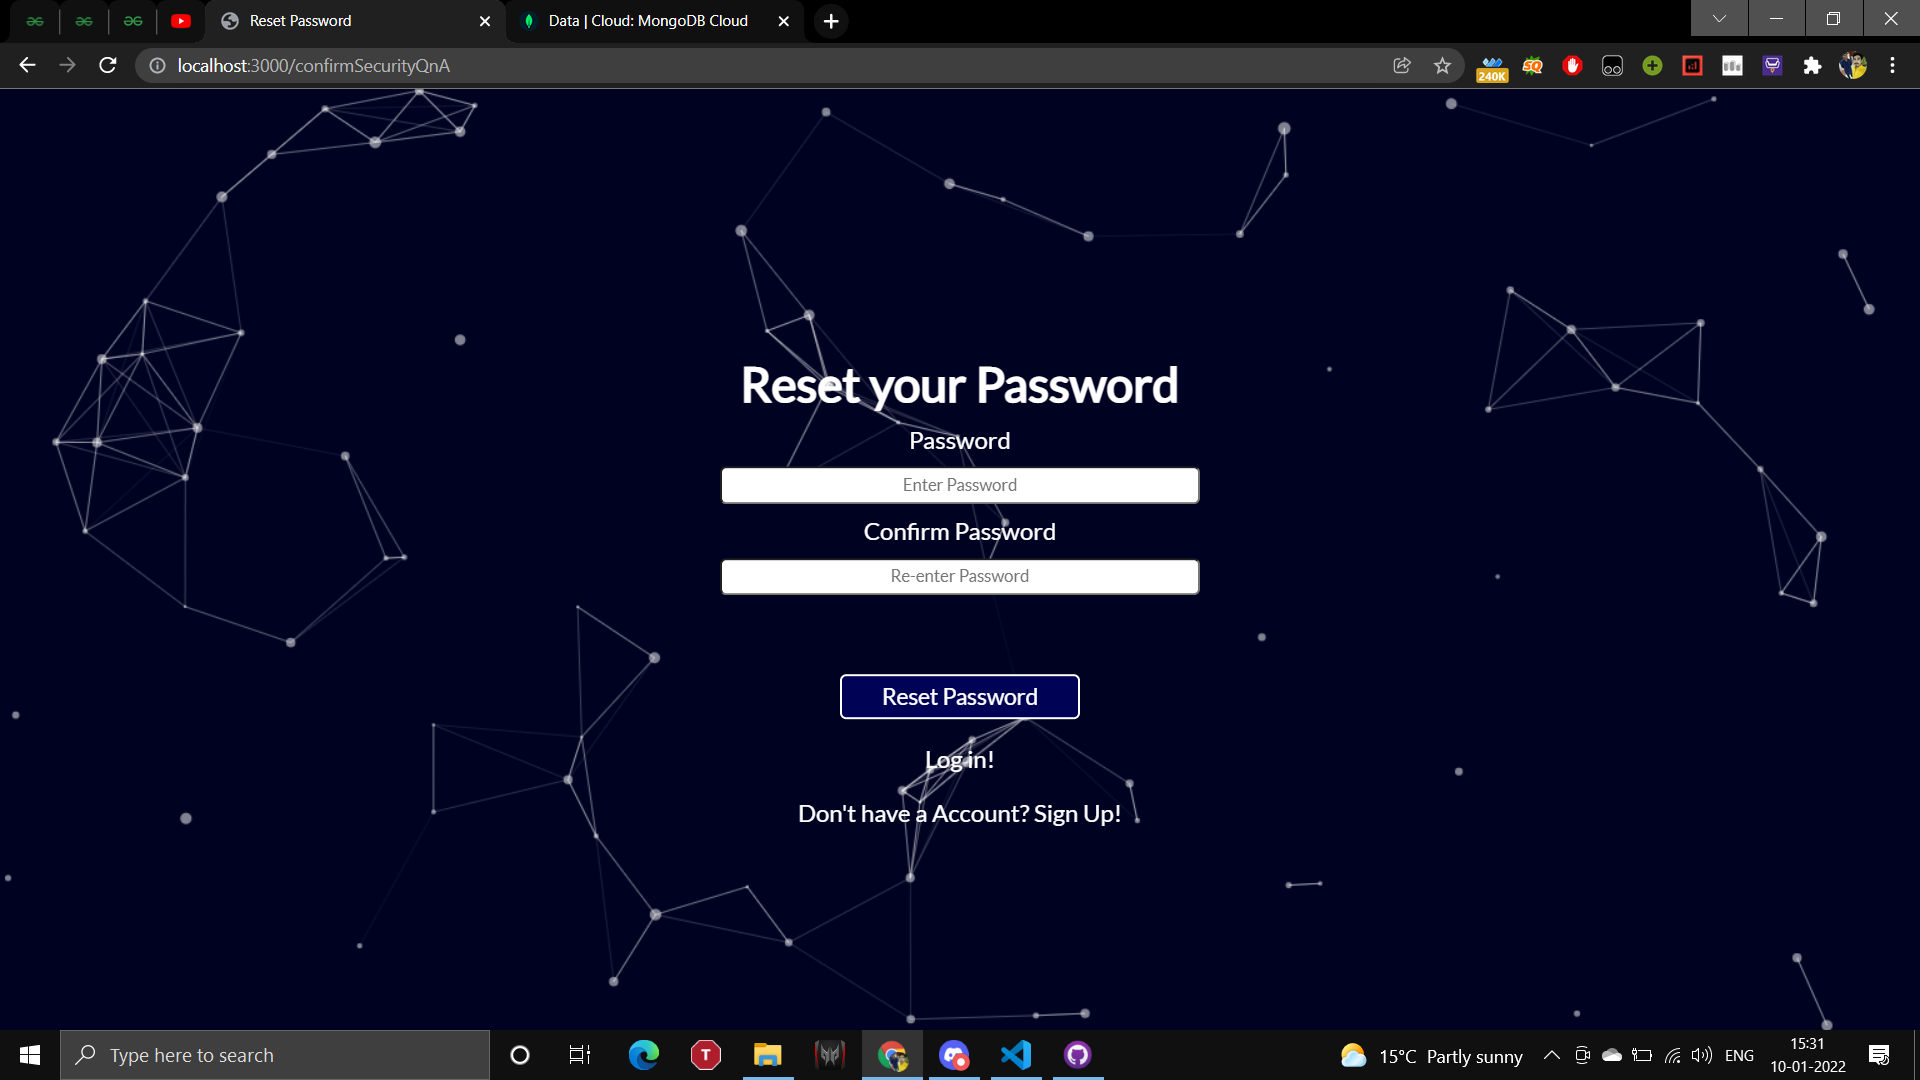 Reset Password
Data | Cloud: MongoDB Cloud
localhost:3000/confirmSecurityQnA
240K
SQ
Reset your Password
Password
Enter Password
Confirm Password
Re-enter Password
Reset Password
Log in!
Don't have a Account? Sign Up!
Type here to search
T
15°C Partly sunny
ENG
15:31
10-01-2022